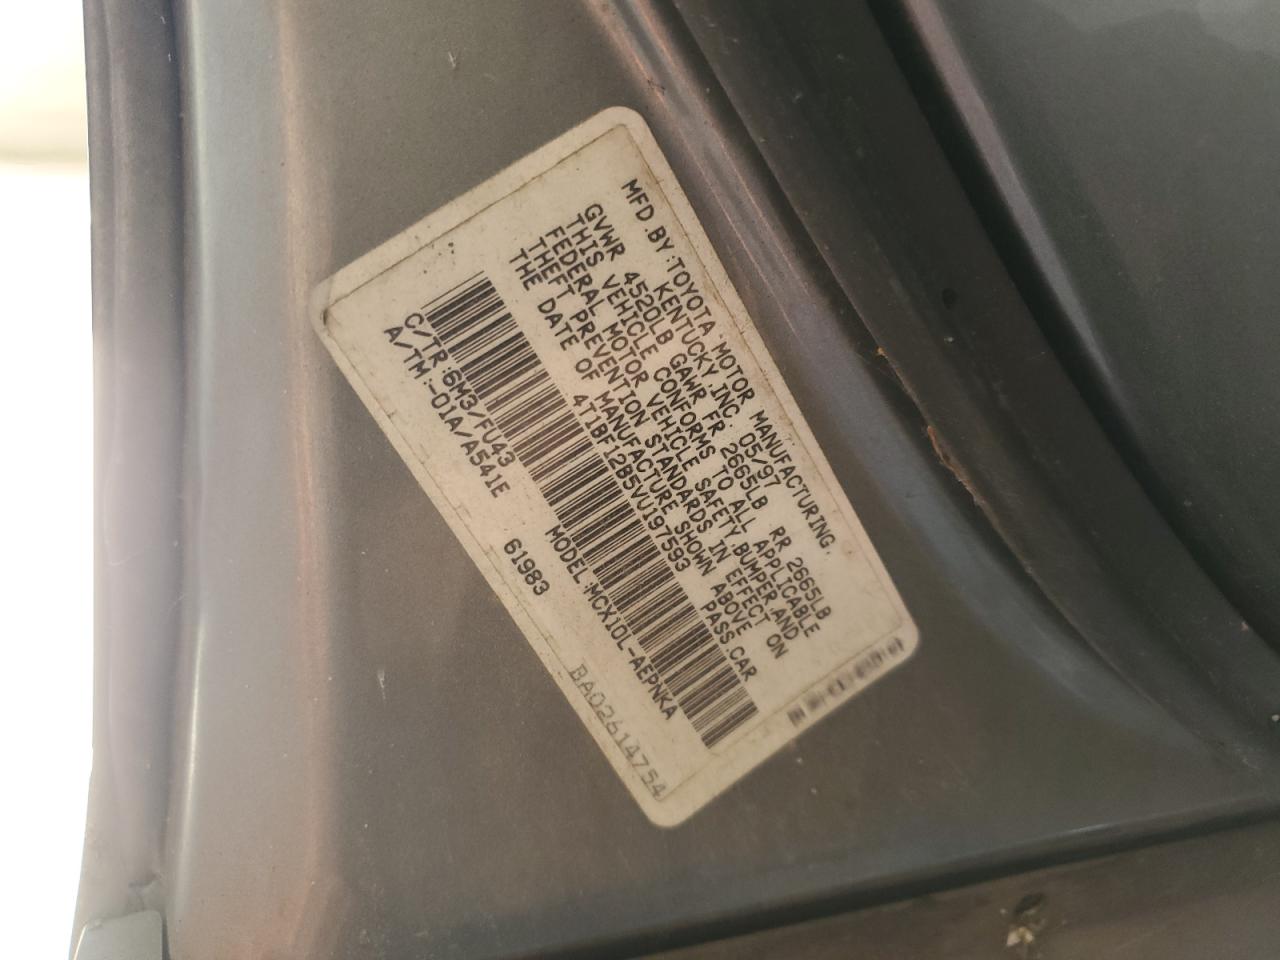 MFD.BY:TOYOTA MOTOR MANUFACTURING.
KENTUCKY.INC. 05/97
GVWR 4520LB GAWR FR 2665LB RR 2665LB
THIS VEHICLE CONFORMS TO ALL APPLICABLE
FEDERAL MOTOR VEHICLE SAFETY.BUMPER.AND
THEFT PREVENTION STANDARDS IN EFFECT ON
THE DATE OF MANUFACTURE SHOWN ABOVE
4T1BF12B5VU197593 PASS.CAR
C/TR:6M3/FU43 MODEL:MCX10L-AEPNKA
A/TM:-01A/A541E
61983 BA02614754